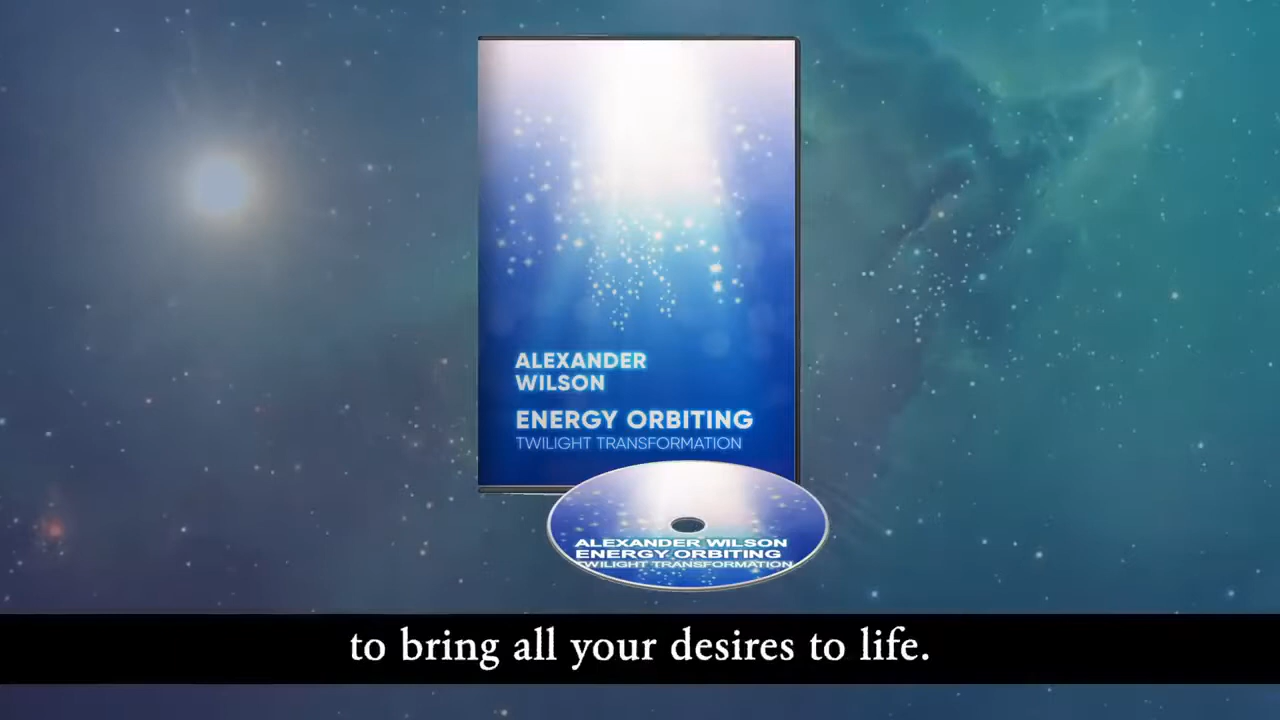 ALEXANDER
WILSON
ENERGY ORBITING
TWILIGHT TRANSFORMATION
ALEXANDER WILSON
ENERGY ORBITING
TWILIGHT TRANSFORMATION
to bring all your desires to life.